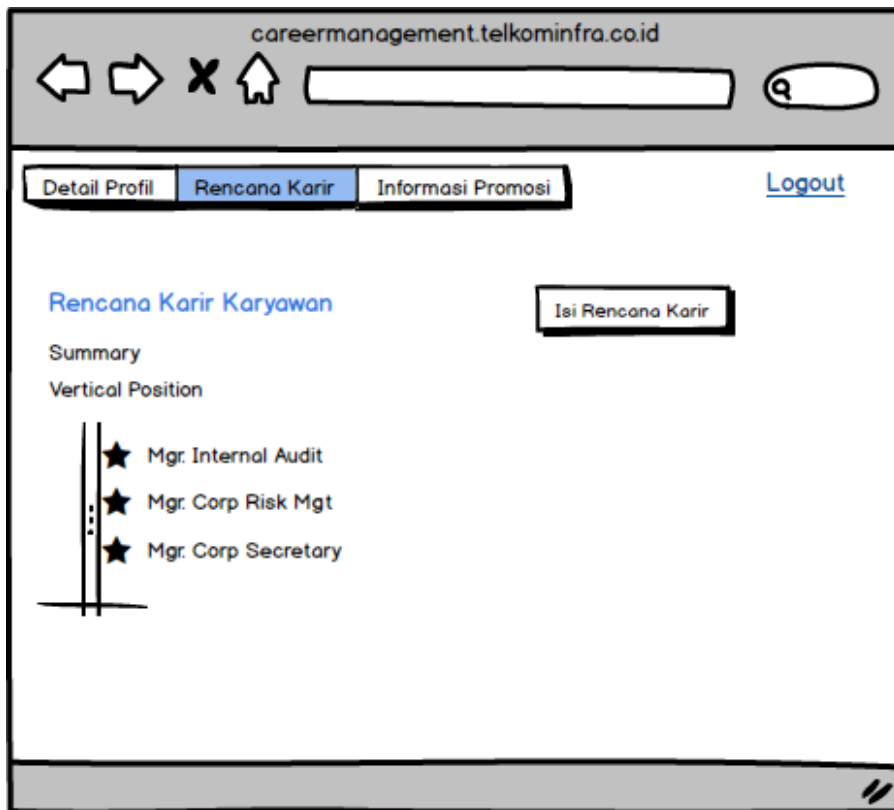 careermanagement.telkominfra.co.id
Detail Profil Rencana Karir Informasi Promosi Logout
Rencana Karir Karyawan Isi Rencana Karir
Summary
Vertical Position
Mgr. Internal Audit
Mgr. Corp Risk Mgt
Mgr. Corp Secretary